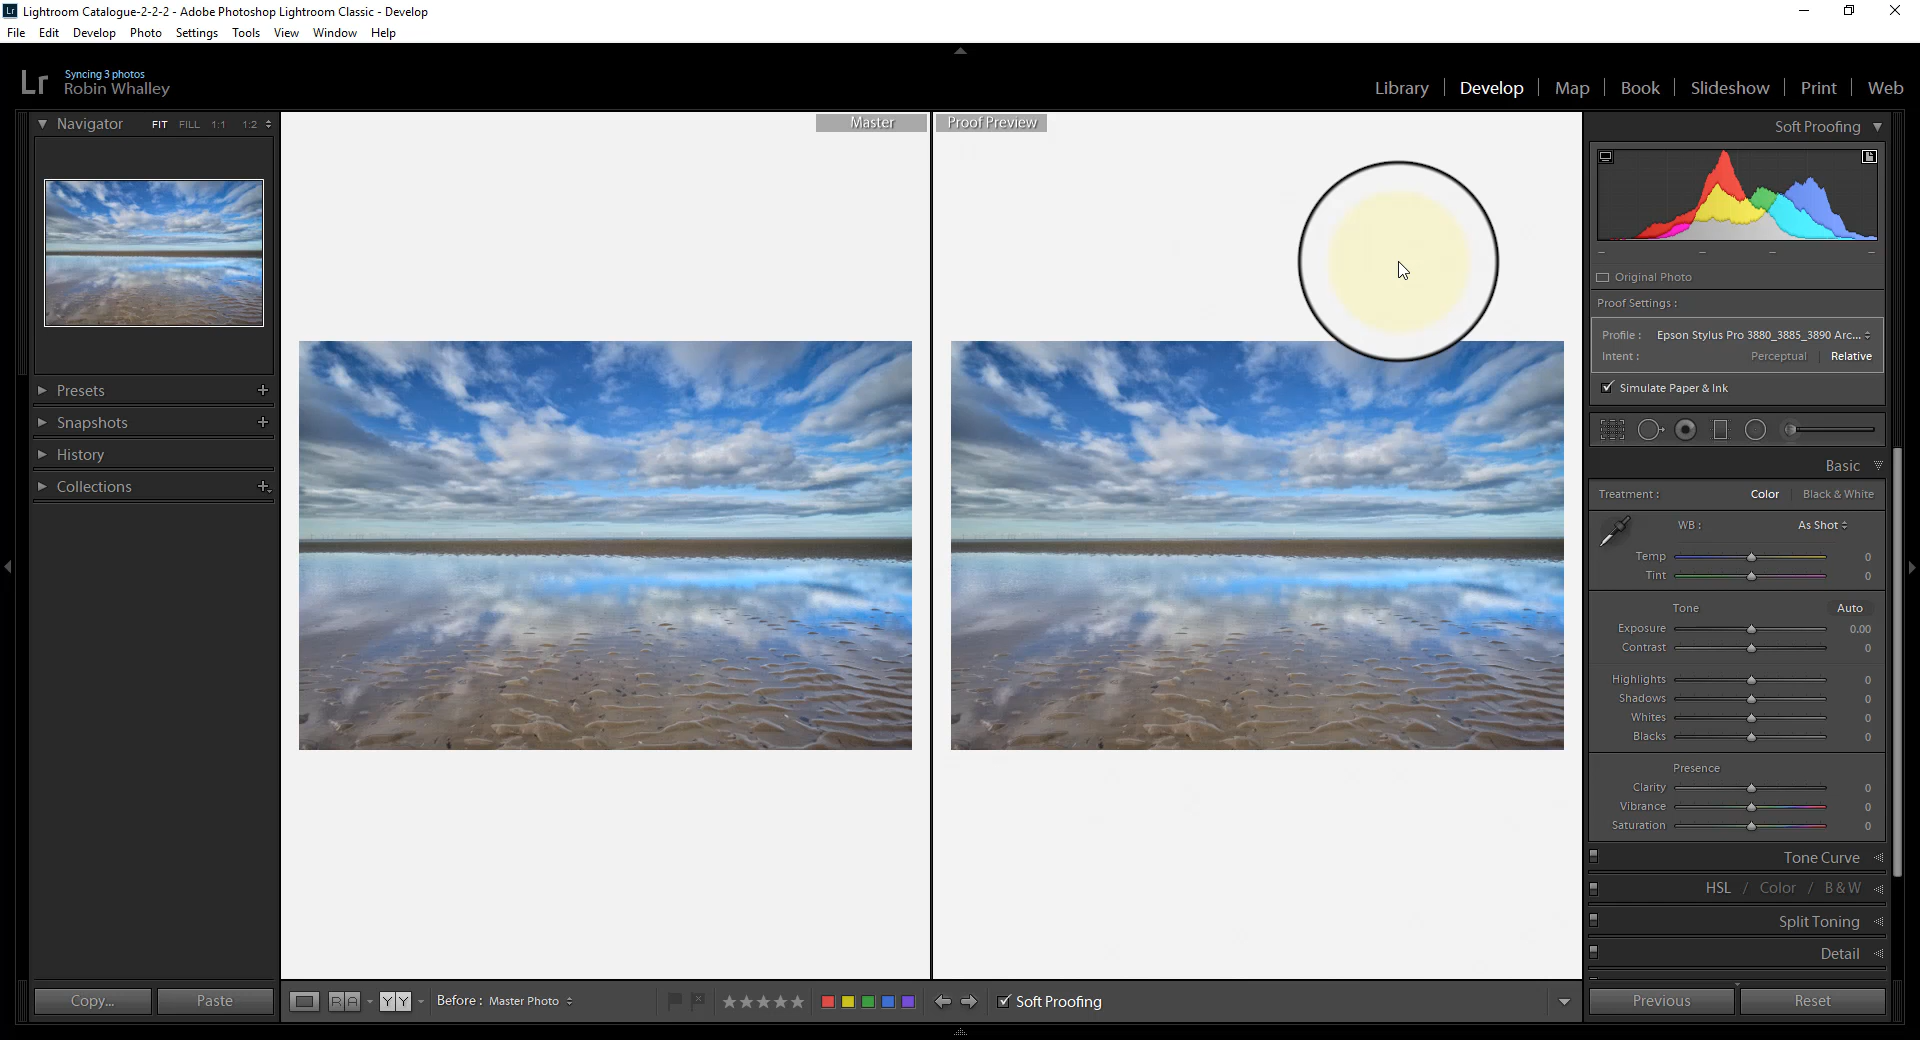 Lr Lightroom Catalogue-2-2-2 - Adobe Photoshop Lightroom Classic - Develop
File Edit Develop Photo Settings Tools View Window Help
Lr Syncing 3 photos
Robin Whalley
Library Develop Map Book Slideshow Print Web
Navigator FIT FILL 1:1 1:2
Presets
Snapshots
History
Collections
Copy... Paste
Master
Proof Preview
R A Y Y Before : Master Photo
Soft Proofing
Soft Proofing
Original Photo
Proof Settings :
Profile : Epson Stylus Pro 3880_3885_3890 Arc...
Intent : Perceptual Relative
Simulate Paper & Ink
Basic
Treatment : Color Black & White
WB : As Shot
Temp 0
Tint 0
Tone Auto
Exposure 0.00
Contrast 0
Highlights 0
Shadows 0
Whites 0
Blacks 0
Presence
Clarity 0
Vibrance 0
Saturation 0
Tone Curve
HSL / Color / B & W
Split Toning
Detail
Previous Reset